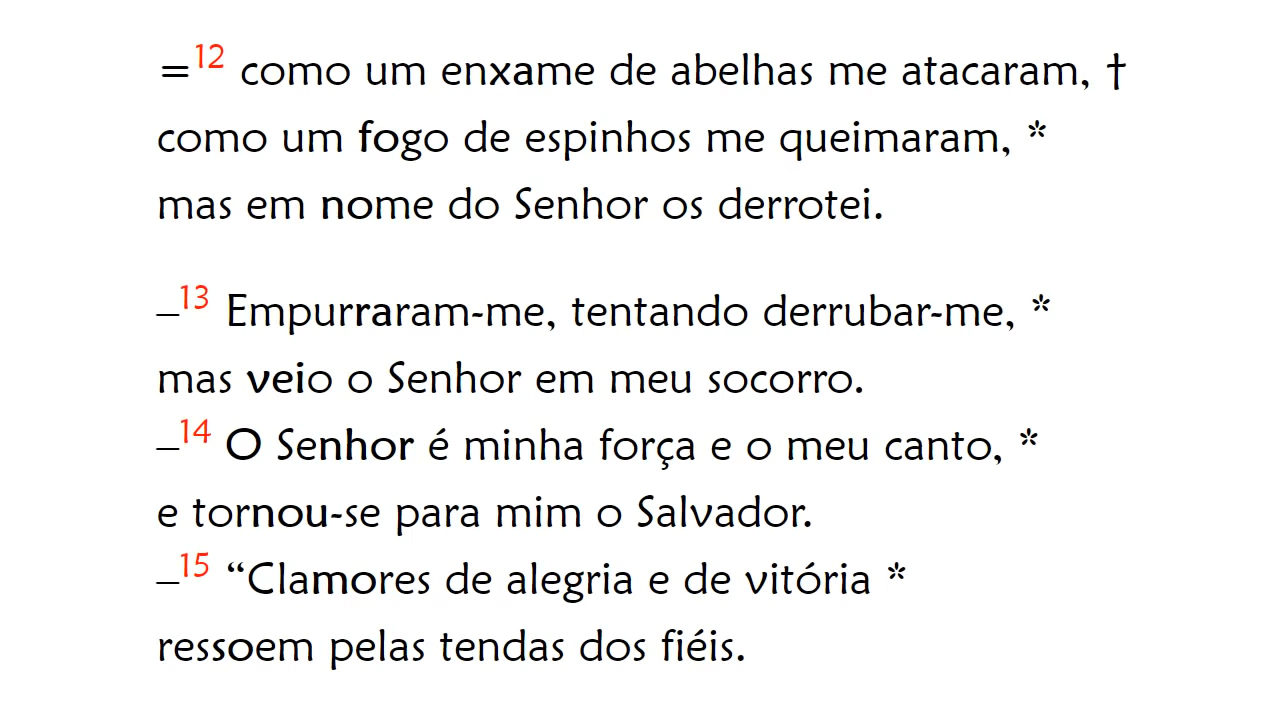 =12 como um enxame de abelhas me atacaram, †
como um fogo de espinhos me queimaram, *
mas em nome do Senhor os derrotei.
–13 Empurraram-me, tentando derrubar-me, *
mas veio o Senhor em meu socorro.
–14 O Senhor é minha força e o meu canto, *
e tornou-se para mim o Salvador.
–15 “Clamores de alegria e de vitória *
ressoem pelas tendas dos fiéis.